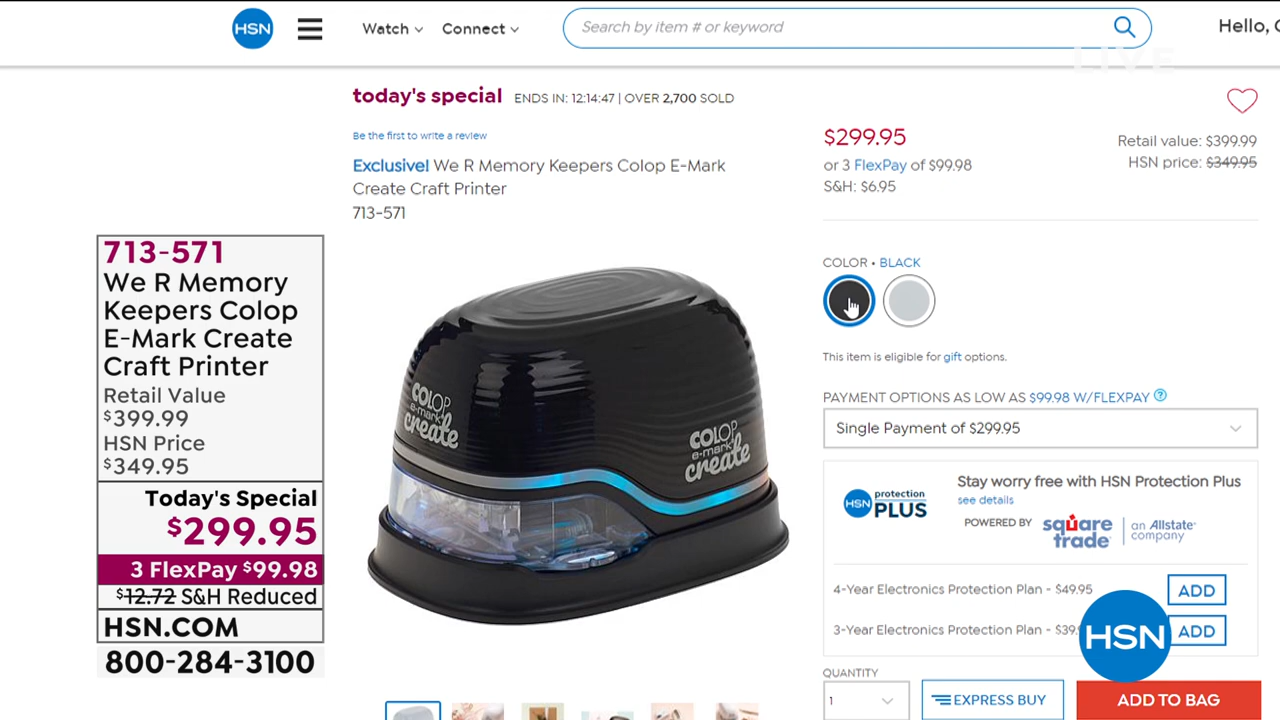 HSN
Watch
Connect
Search by item # or keyword
Hello,
LIVE
today's special ENDS IN: 12:14:47 | OVER 2,700 SOLD
Be the first to write a review
Exclusive! We R Memory Keepers Colop E-Mark
Create Craft Printer
713-571
$299.95
or 3 FlexPay of $99.98
S&H: $6.95
Retail value: $399.99
HSN price: $349.95
COLOR • BLACK
This item is eligible for gift options.
PAYMENT OPTIONS AS LOW AS $99.98 W/FLEXPAY ?
Single Payment of $299.95
HSN protection
PLUS
Stay worry free with HSN Protection Plus
see details
POWERED BY
square
trade
an Allstate
company
4-Year Electronics Protection Plan - $49.95
ADD
3-Year Electronics Protection Plan - $39.
ADD
HSN
QUANTITY
1
EXPRESS BUY
ADD TO BAG
713-571
We R Memory
Keepers Colop
E-Mark Create
Craft Printer
Retail Value
$399.99
HSN Price
$349.95
Today's Special
$299.95
3 FlexPay $99.98
$12.72 S&H Reduced
HSN.COM
800-284-3100
COLOP
e-mark
create
COLOP
e-mark
create